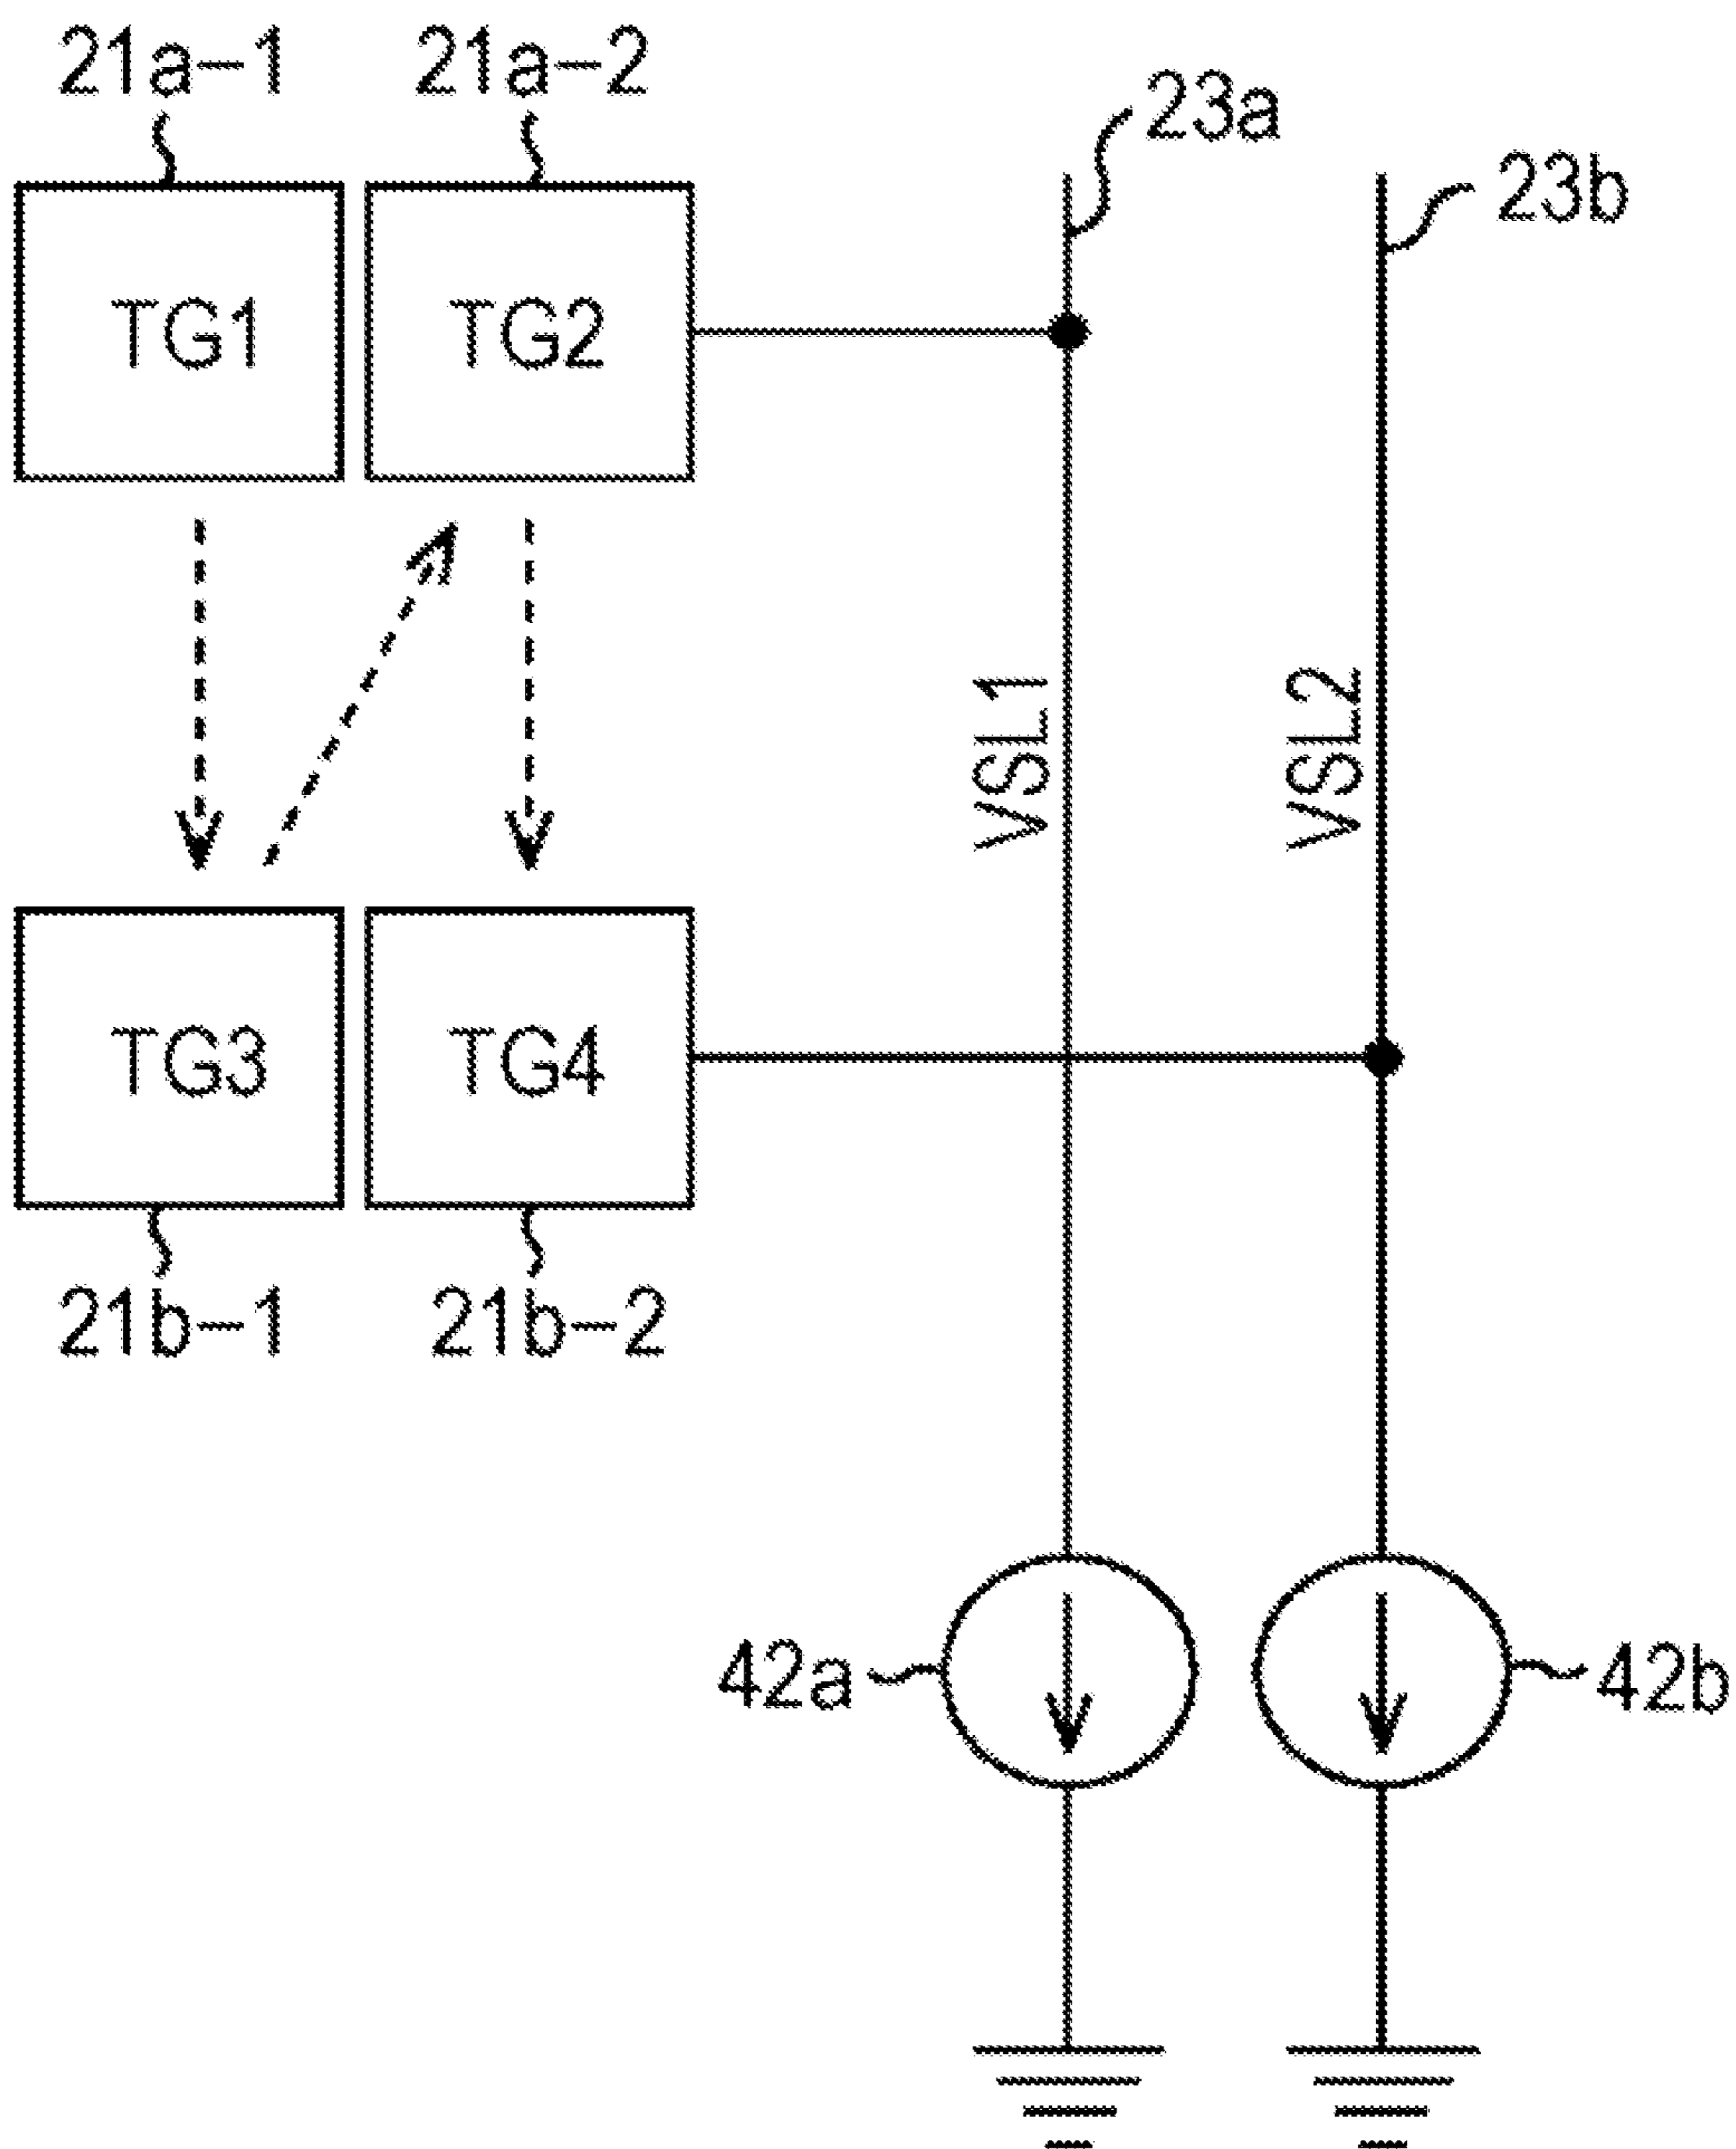 21a-1
21a-2
23a
23b
TG1
TG2
VSL1
VSL2
TG3
TG4
21b-1
21b-2
42a
42b